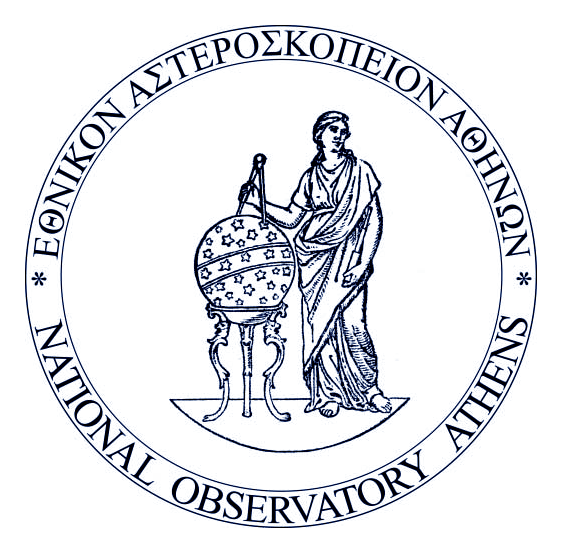 * ΕΘΝΙΚΟΝ ΑΣΤΕΡΟΣΚΟΠΕΙΟΝ ΑΘΗΝΩΝ *
NATIONAL OBSERVATORY ATHENS